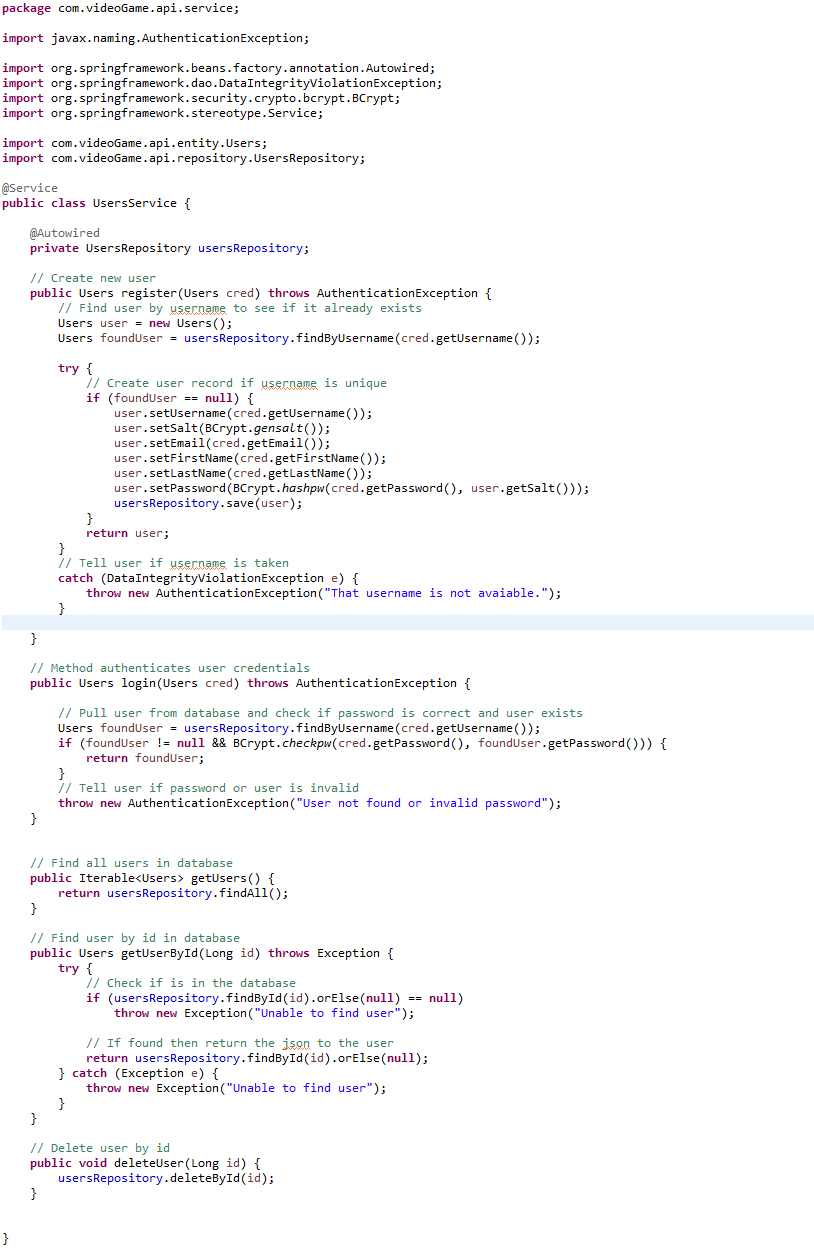 package com.videoGame.api.service;
import javax.naming.AuthenticationException;
import org.springframework.beans.factory.annotation.Autowired;
import org.springframework.dao.DataIntegrityViolationException;
import org.springframework.security.crypto.bcrypt.BCrypt;
import org.springframework.stereotype.Service;
import com.videoGame.api.entity.Users;
import com.videoGame.api.repository.UsersRepository;
@Service
public class UsersService {
    @Autowired
    private UsersRepository usersRepository;
    // Create new user
    public Users register(Users cred) throws AuthenticationException {
        // Find user by username to see if it already exists
        Users user = new Users();
        Users foundUser = usersRepository.findByUsername(cred.getUsername());
        try {
            // Create user record if username is unique
            if (foundUser == null) {
                user.setUsername(cred.getUsername());
                user.setSalt(BCrypt.gensalt());
                user.setEmail(cred.getEmail());
                user.setFirstName(cred.getFirstName());
                user.setLastName(cred.getLastName());
                user.setPassword(BCrypt.hashpw(cred.getPassword(), user.getSalt()));
                usersRepository.save(user);
            }
            return user;
        }
        // Tell user if username is taken
        catch (DataIntegrityViolationException e) {
            throw new AuthenticationException("That username is not avaiable.");
        }
    }
    // Method authenticates user credentials
    public Users login(Users cred) throws AuthenticationException {
        // Pull user from database and check if password is correct and user exists
        Users foundUser = usersRepository.findByUsername(cred.getUsername());
        if (foundUser != null && BCrypt.checkpw(cred.getPassword(), foundUser.getPassword())) {
            return foundUser;
        }
        // Tell user if password or user is invalid
        throw new AuthenticationException("User not found or invalid password");
    }
    // Find all users in database
    public Iterable<Users> getUsers() {
        return usersRepository.findAll();
    }
    // Find user by id in database
    public Users getUserById(Long id) throws Exception {
        try {
            // Check if is in the database
            if (usersRepository.findById(id).orElse(null) == null)
                throw new Exception("Unable to find user");
            // If found then return the json to the user
            return usersRepository.findById(id).orElse(null);
        } catch (Exception e) {
            throw new Exception("Unable to find user");
        }
    }
    // Delete user by id
    public void deleteUser(Long id) {
        usersRepository.deleteById(id);
    }
}